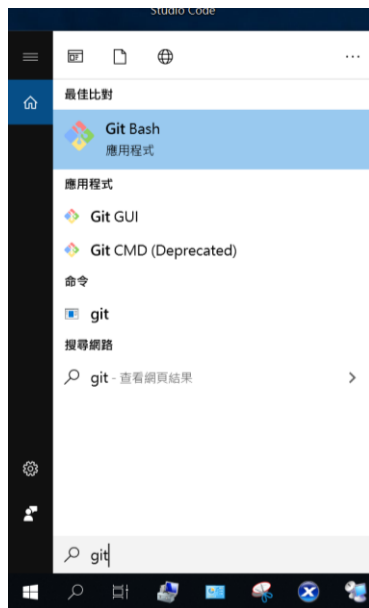 Studio Code
最佳比對
Git Bash
應用程式
應用程式
Git GUI
Git CMD (Deprecated)
命令
git
搜尋網路
git - 查看網頁結果
git